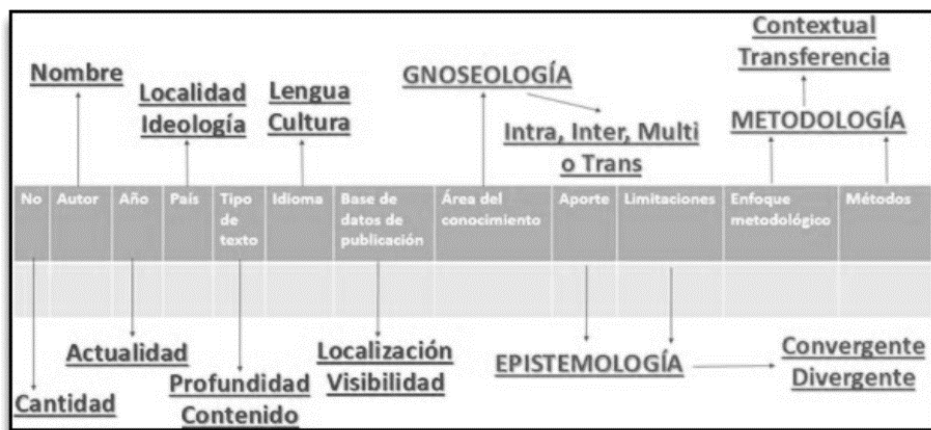 Contextual
Transferencia
Nombre
GNOSEOLOGÍA
Localidad
Ideología
Lengua
Cultura
METODOLOGÍA
Intra, Inter, Multi
o Trans
No
Autor
Año
País
Tipo
de
texto
Idioma
Base de
datos de
publicación
Área del
conocimiento
Aporte
Limitaciones
Enfoque
metodológico
Métodos
Actualidad
Localización
Visibilidad
EPISTEMOLOGÍA
Convergente
Divergente
Profundidad
Contenido
Cantidad